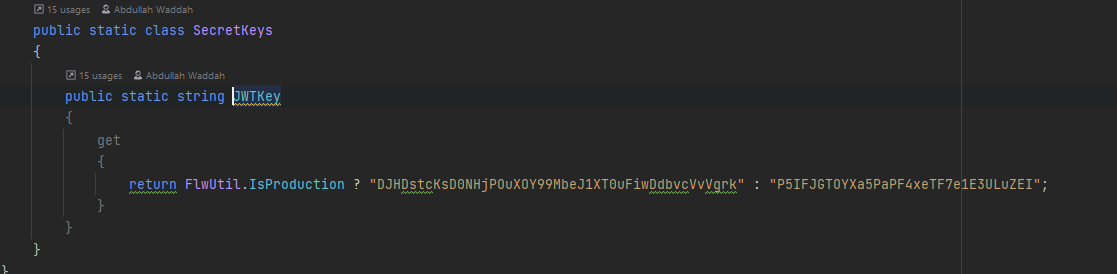 15 usages Abdullah Waddah
public static class SecretKeys
{
15 usages Abdullah Waddah
public static string JWTKey
{
get
{
return FlwUtil.IsProduction ? "DJHDstcKsD0NHjPOuXOY99MbeJ1XT0uFiwDdbvcVvVgrk" : "P5IFJGTOYXa5PaPF4xeTF7e1E3ULuZEI";
}
}
}
}